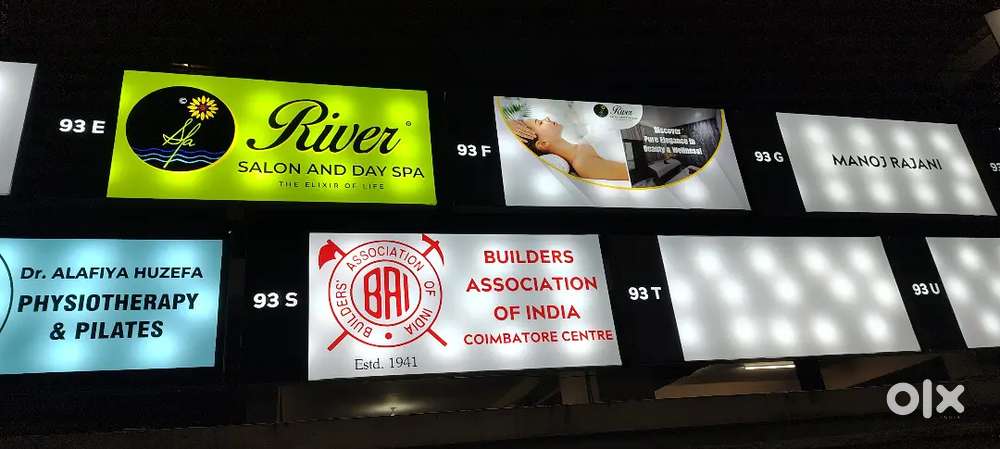 93 E
©
Afa
River®
SALON AND DAY SPA
THE ELIXIR OF LIFE
93 F
River
Discover
Pure Elegance in
Beauty & Wellness!
93 G
MANOJ RAJANI
Dr. ALAFIYA HUZEFA
PHYSIOTHERAPY
& PILATES
93 S
BUILDERS' ASSOCIATION OF INDIA
BAI
Estd. 1941
BUILDERS
ASSOCIATION
OF INDIA
COIMBATORE CENTRE
93 T
93 U
olx
INDIA